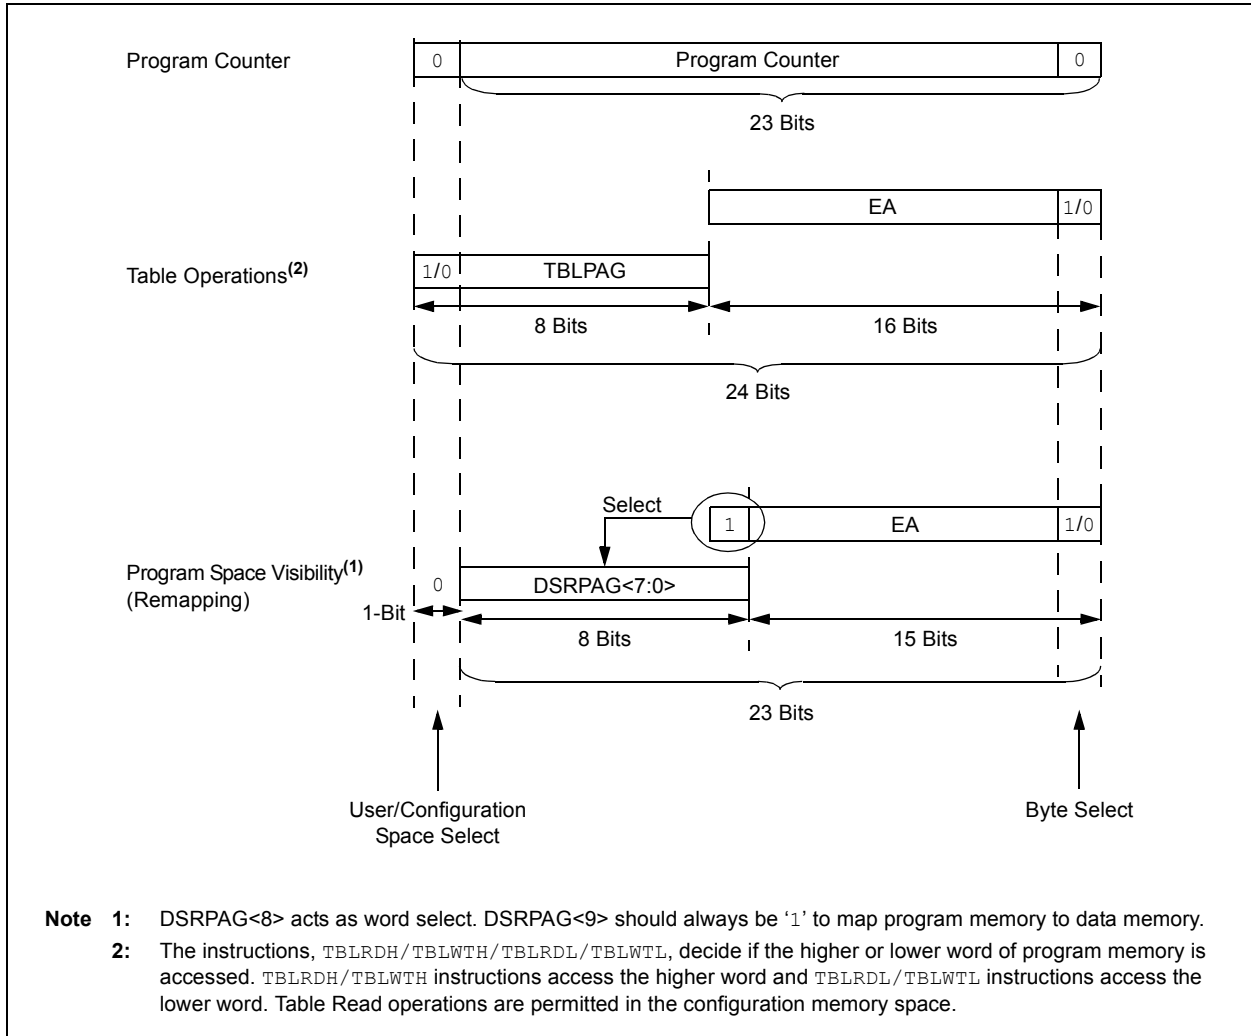 Program Counter
0 Program Counter 0
23 Bits
EA 1/0
Table Operations(2)
1/0 TBLPAG
8 Bits 16 Bits
24 Bits
Select
1 EA 1/0
Program Space Visibility(1)
(Remapping)
0 DSRPAG<7:0>
1-Bit
8 Bits 15 Bits
23 Bits
User/Configuration
Space Select
Byte Select
Note 1: DSRPAG<8> acts as word select. DSRPAG<9> should always be ‘1’ to map program memory to data memory.
2: The instructions, TBLRDH/TBLWTH/TBLRDL/TBLWTL, decide if the higher or lower word of program memory is
accessed. TBLRDH/TBLWTH instructions access the higher word and TBLRDL/TBLWTL instructions access the
lower word. Table Read operations are permitted in the configuration memory space.